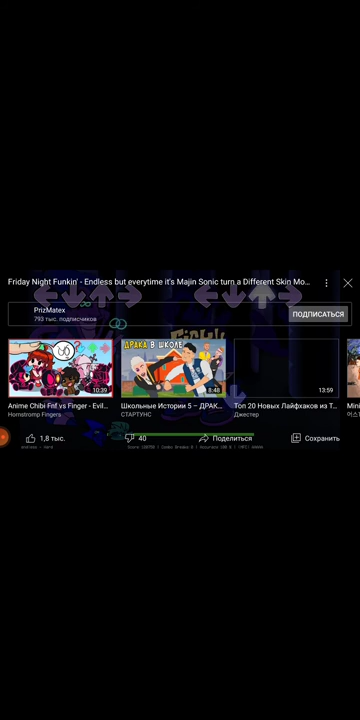 Friday Night Funkin' - Endless but everytime it's Majin Sonic turn a Different Skin Mo...
PrizMatex
793 тыс. подписчиков
ПОДПИСАТЬСЯ
10:39
ДРАКА В ШКОЛЕ
8:48
13:59
Anime Chibi Fnf vs Finger - Evil...
Hornstromp Fingers
Школьные Истории 5 – ДРАК...
СТАРТУНС
Топ 20 Новых Лайфхаков из Т...
Джестер
Mini
1,8 тыс.
40
Поделиться
Сохранить